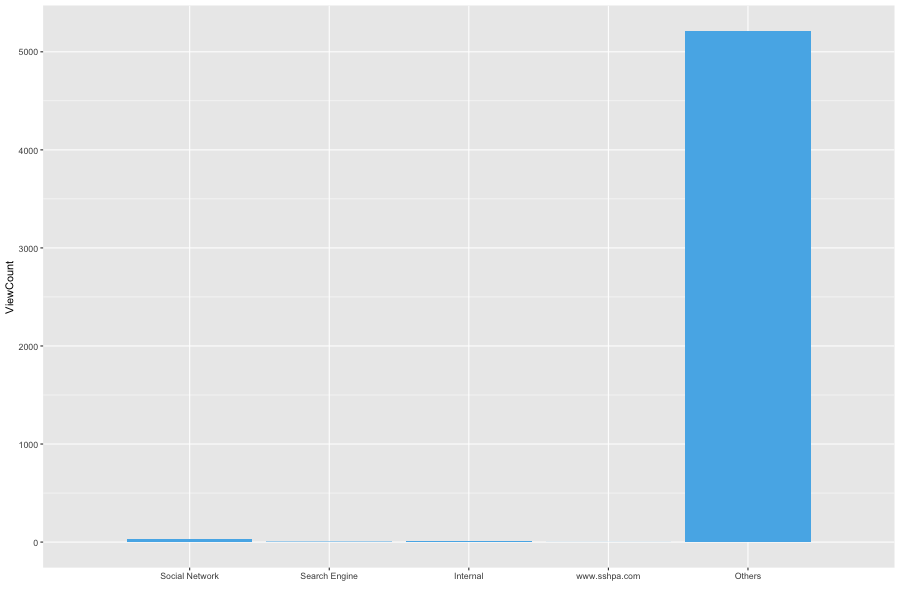 ViewCount
5000
4000
3000
2000
1000
0
Social Network
Search Engine
Internal
www.sshpa.com
Others